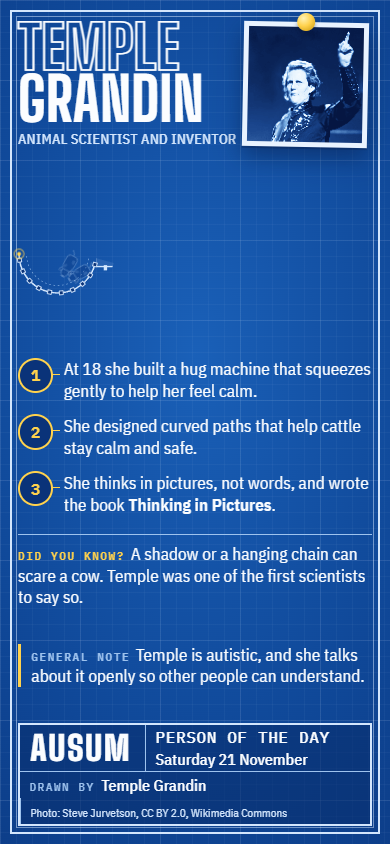 TEMPLE
GRANDIN
ANIMAL SCIENTIST AND INVENTOR
1 At 18 she built a hug machine that squeezes
gently to help her feel calm.
2 She designed curved paths that help cattle
stay calm and safe.
3 She thinks in pictures, not words, and wrote
the book Thinking in Pictures.
DID YOU KNOW? A shadow or a hanging chain can
scare a cow. Temple was one of the first scientists
to say so.
GENERAL NOTE Temple is autistic, and she talks
about it openly so other people can understand.
AUSUM
PERSON OF THE DAY
Saturday 21 November
DRAWN BY Temple Grandin
Photo: Steve Jurvetson, CC BY 2.0, Wikimedia Commons